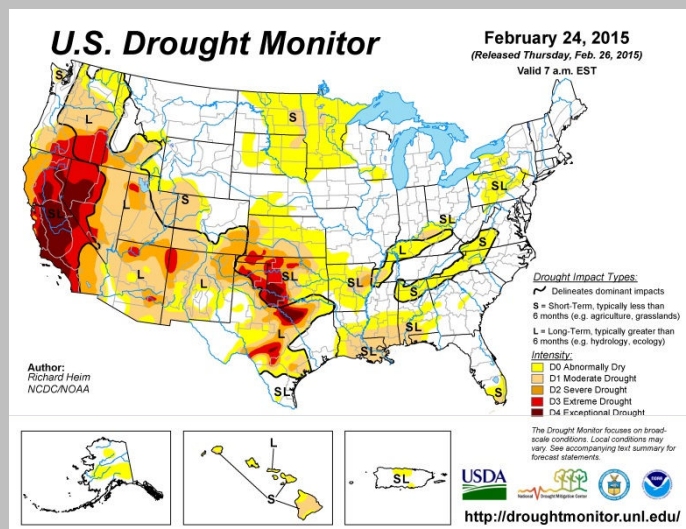 U.S. Drought Monitor
February 24, 2015
(Released Thursday, Feb. 26, 2015)
Valid 7 a.m. EST
S
L
S
SL
L
S
L
L
L
SL
SL
SL
L
S
S
SL
SL
SL
S
Author:
Richard Heim
NCDC/NOAA
Drought Impact Types:
Delineates dominant impacts
S = Short-Term, typically less than
6 months (e.g. agriculture, grasslands)
L = Long-Term, typically greater than
6 months (e.g. hydrology, ecology)
Intensity:
D0 Abnormally Dry
D1 Moderate Drought
D2 Severe Drought
D3 Extreme Drought
D4 Exceptional Drought
L
S
SL
The Drought Monitor focuses on broad-
scale conditions. Local conditions may
vary. See accompanying text summary for
forecast statements.
USDA
National Drought Mitigation Center
http://droughtmonitor.unl.edu/